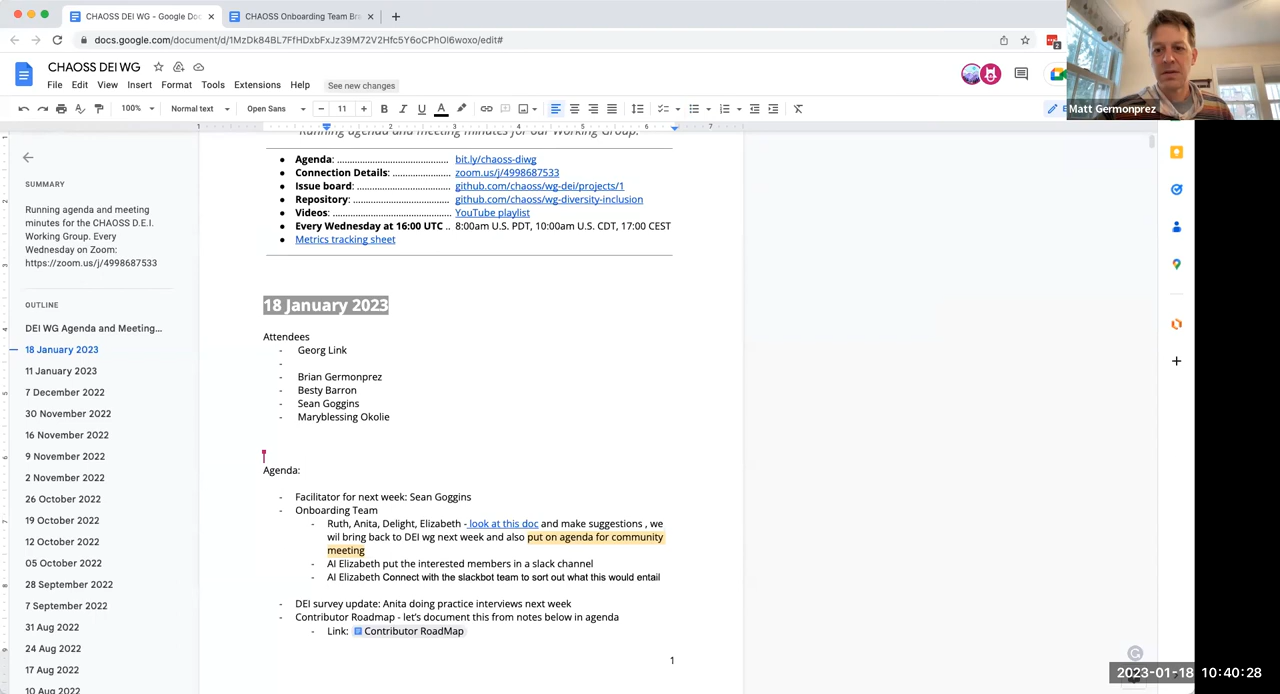 CHAOSS DEI WG - Google Doc
CHAOSS Onboarding Team Bra
docs.google.com/document/d/1MzDk84BL7FfHDxbFxJz39M72V2Hfc5Y6oCPhOl6woxo/edit#
2
Matt Germonprez
CHAOSS DEI WG
File Edit View Insert Format Tools Extensions Help
See new changes
100% Normal text Open Sans 11
Running agenda and meeting minutes for our Working Group.
Agenda: ...................................... bit.ly/chaoss-diwg
Connection Details: ................... zoom.us/j/4998687533
Issue board: ................................ github.com/chaoss/wg-dei/projects/1
Repository: ................................. github.com/chaoss/wg-diversity-inclusion
Videos: ........................................ YouTube playlist
Every Wednesday at 16:00 UTC .. 8:00am U.S. PDT, 10:00am U.S. CDT, 17:00 CEST
Metrics tracking sheet
SUMMARY
Running agenda and meeting
minutes for the CHAOSS D.E.I.
Working Group. Every
Wednesday on Zoom:
https://zoom.us/j/4998687533
OUTLINE
DEI WG Agenda and Meeting...
18 January 2023
11 January 2023
7 December 2022
30 November 2022
16 November 2022
9 November 2022
2 November 2022
26 October 2022
19 October 2022
12 October 2022
05 October 2022
28 September 2022
7 September 2022
31 Aug 2022
24 Aug 2022
17 Aug 2022
10 Aug 2022
18 January 2023
Attendees
- Georg Link
-
- Brian Germonprez
- Besty Barron
- Sean Goggins
- Maryblessing Okolie
Agenda:
- Facilitator for next week: Sean Goggins
- Onboarding Team
- Ruth, Anita, Delight, Elizabeth - look at this doc and make suggestions , we
wil bring back to DEI wg next week and also put on agenda for community
meeting
- AI Elizabeth put the interested members in a slack channel
- AI Elizabeth Connect with the slackbot team to sort out what this would entail
- DEI survey update: Anita doing practice interviews next week
- Contributor Roadmap - let's document this from notes below in agenda
- Link: Contributor RoadMap
1
2023-01-18 10:40:28